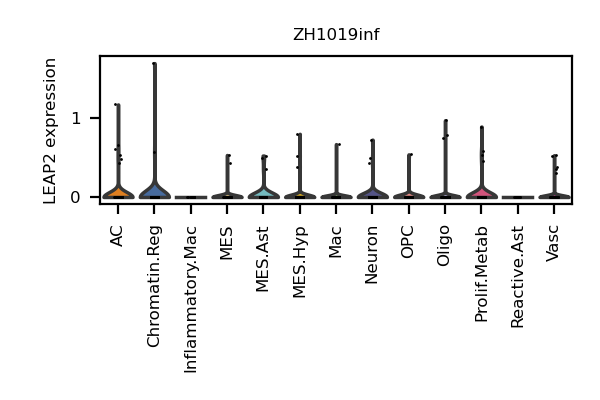 ZH1019inf
LEAP2 expression
1
0
AC
Chromatin.Reg
Inflammatory.Mac
MES
MES.Ast
MES.Hyp
Mac
Neuron
OPC
Oligo
Prolif.Metab
Reactive.Ast
Vasc